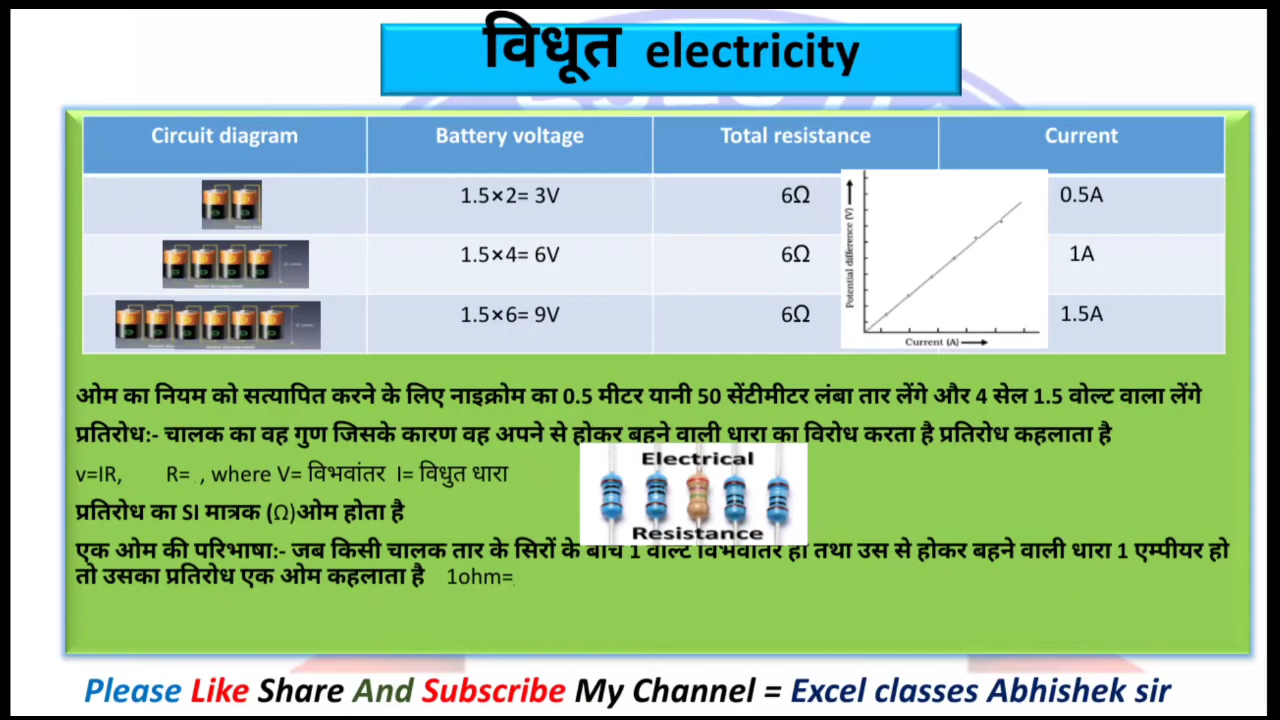 विधूत electricity
Circuit diagram Battery voltage Total resistance Current
1.5×2= 3V 6Ω 0.5A
1.5×4= 6V 6Ω 1A
1.5×6= 9V 6Ω 1.5A
Potential difference (V)
Current (A)
ओम का नियम को सत्यापित करने के लिए नाइक्रोम का 0.5 मीटर यानी 50 सेंटीमीटर लंबा तार लेंगे और 4 सेल 1.5 वोल्ट वाला लेंगे
प्रतिरोध:- चालक का वह गुण जिसके कारण वह अपने से होकर बहने वाली धारा का विरोध करता है प्रतिरोध कहलाता है
v=IR, R= , where V= विभवांतर I= विधुत धारा
Electrical
Resistance
प्रतिरोध का SI मात्रक (Ω)ओम होता है
एक ओम की परिभाषा:- जब किसी चालक तार के सिरों के बीच 1 वोल्ट विभवांतर हो तथा उस से होकर बहने वाली धारा 1 एम्पीयर हो
तो उसका प्रतिरोध एक ओम कहलाता है 1ohm=
Please Like Share And Subscribe My Channel = Excel classes Abhishek sir